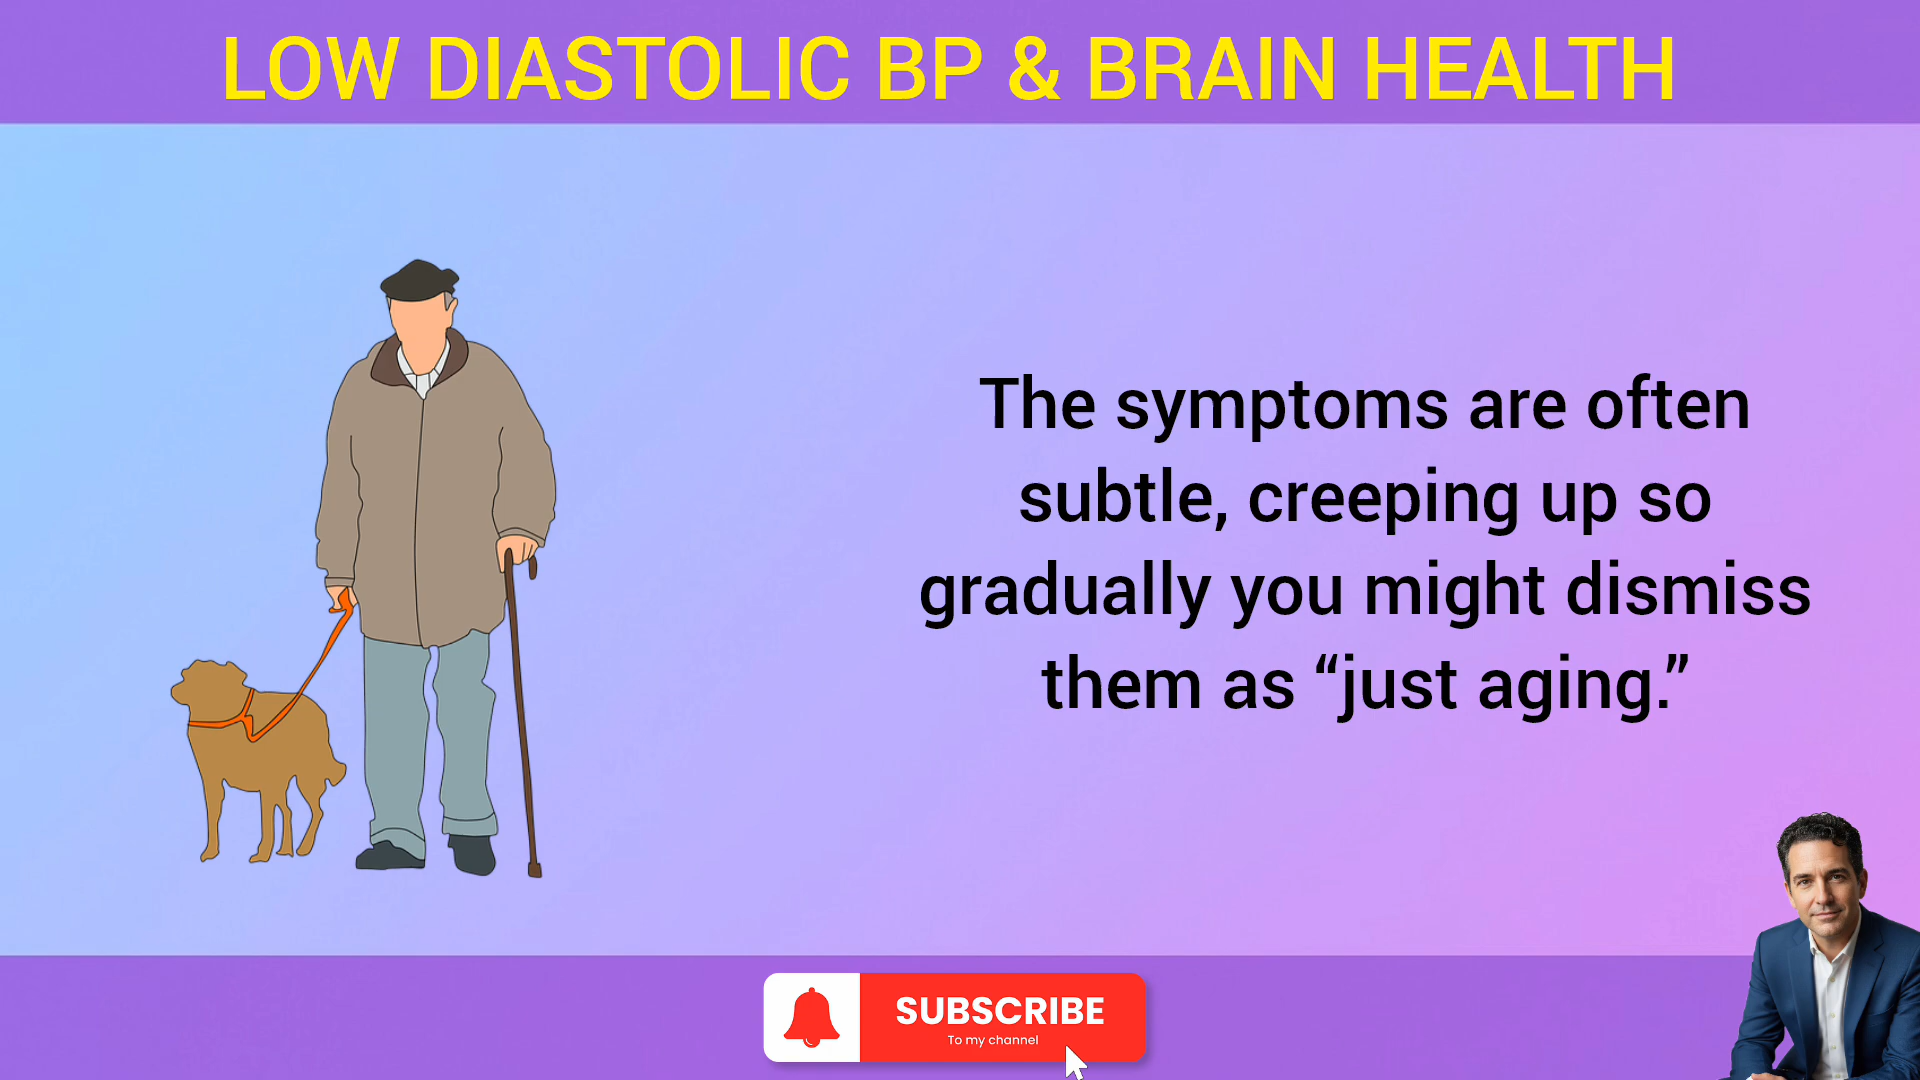 LOW DIASTOLIC BP & BRAIN HEALTH
The symptoms are often
subtle, creeping up so
gradually you might dismiss
them as “just aging.”
SUBSCRIBE
To my channel